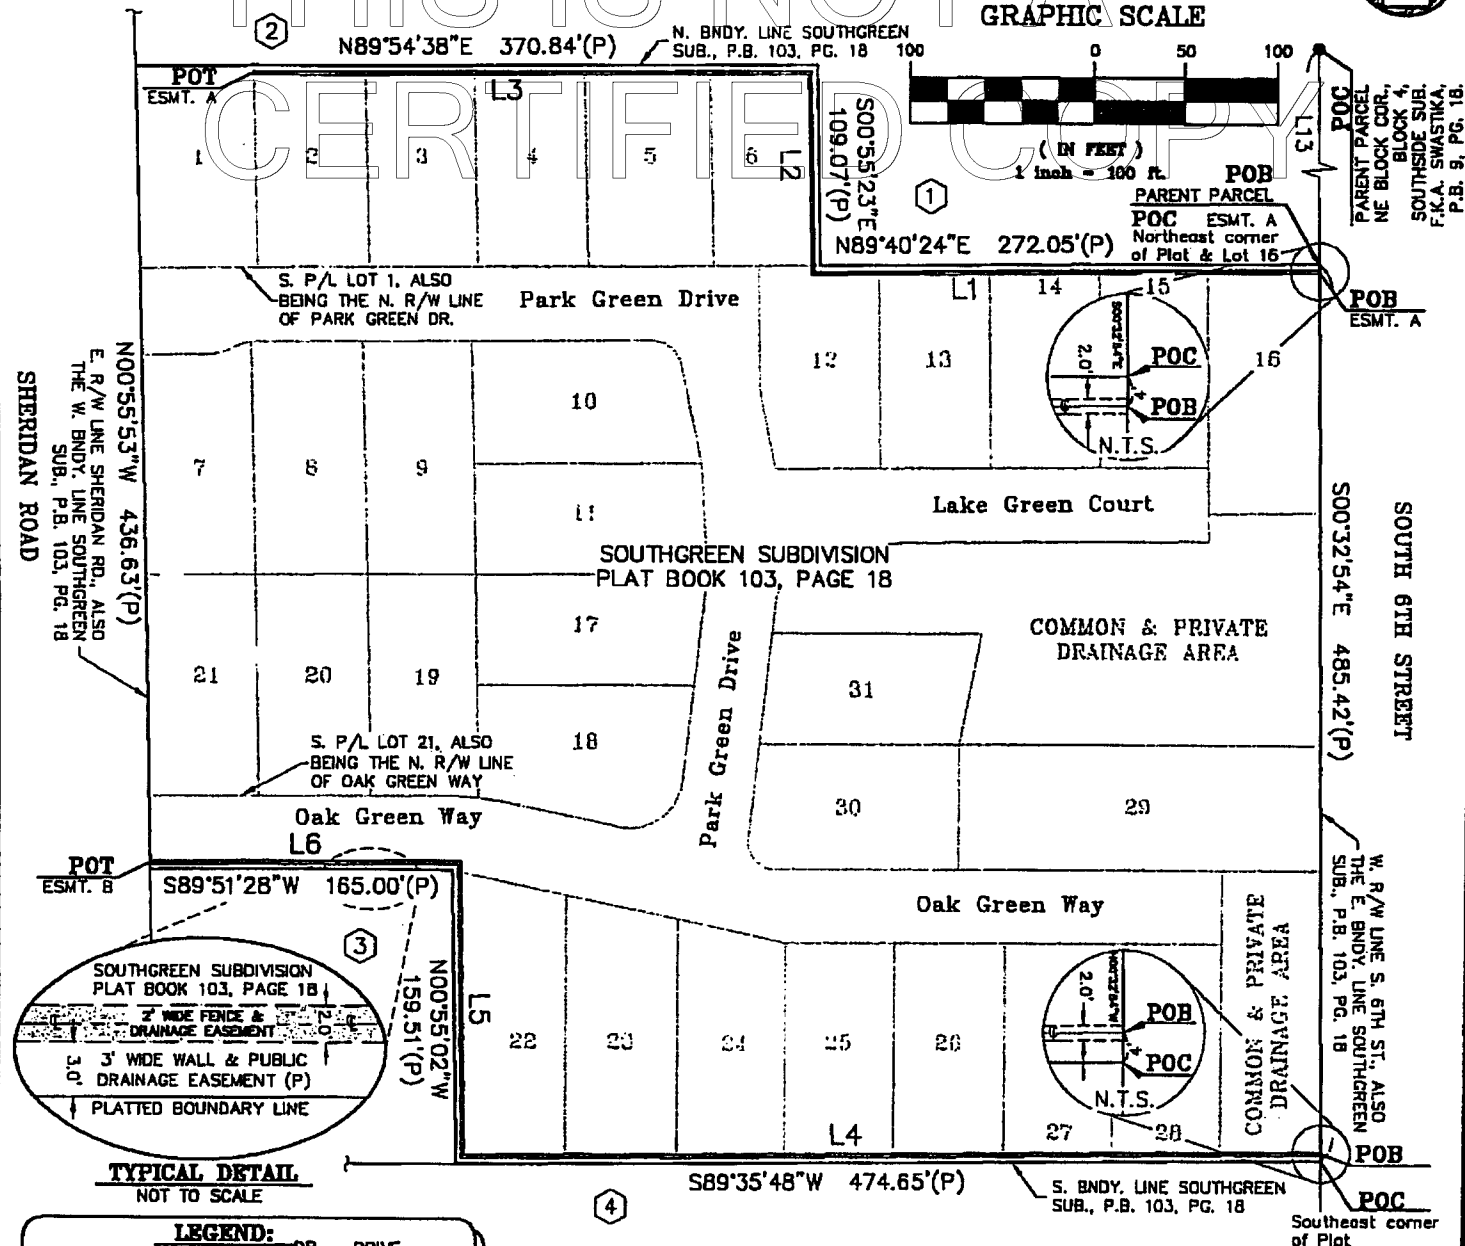 THIS IS NOT A
CERTIFIED COPY
GRAPHIC SCALE
100 0 50 100
( IN FEET )
1 inch = 100 ft.
2
N89°54'38"E 370.84'(P)
N. BNDY. LINE SOUTHGREEN
SUB., P.B. 103, PG. 18
POT
ESMT. A
L3
1
2
3
4
5
6
L2
S00°55'23"E
109.07'(P)
1
N89°40'24"E 272.05'(P)
POB
PARENT PARCEL
POC ESMT. A
Northeast corner
of Plat & Lot 16
L13
POC
PARENT PARCEL
NE BLOCK COR.,
BLOCK 4,
SOUTHSIDE SUB.
F.K.A. SWASTIKA,
P.B. 9, PG. 18.
POB
ESMT. A
S. P/L LOT 1, ALSO
BEING THE N. R/W LINE
OF PARK GREEN DR.
Park Green Drive
L1
12
13
14
15
16
S00°32'54"E
2.0'
POC
POB
N.T.S.
SHERIDAN ROAD
N00°55'53"W 436.63'(P)
E. R/W LINE SHERIDAN RD., ALSO
THE W. BNDY. LINE SOUTHGREEN
SUB., P.B. 103, PG. 18
7
8
9
10
11
Lake Green Court
SOUTHGREEN SUBDIVISION
PLAT BOOK 103, PAGE 18
S00°32'54"E 485.42'(P)
SOUTH 6TH STREET
COMMON & PRIVATE
DRAINAGE AREA
21
20
19
17
18
Park Green Drive
31
30
29
S. P/L LOT 21, ALSO
BEING THE N. R/W LINE
OF OAK GREEN WAY
Oak Green Way
L6
POT
ESMT. B
S89°51'28"W 165.00'(P)
3
Oak Green Way
W. R/W LINE S. 6TH ST., ALSO
THE E. BNDY. LINE SOUTHGREEN
SUB., P.B. 103, PG. 18
SOUTHGREEN SUBDIVISION
PLAT BOOK 103, PAGE 18
2' WIDE FENCE &
DRAINAGE EASEMENT
2.0'
3' WIDE WALL & PUBLIC
DRAINAGE EASEMENT (P)
3.0'
PLATTED BOUNDARY LINE
TYPICAL DETAIL
NOT TO SCALE
N00°55'02"W
159.51'(P)
L5
22
23
24
25
26
27
28
2.0'
POB
POC
N.T.S.
COMMON & PRIVATE
DRAINAGE AREA
L4
S89°35'48"W 474.65'(P)
4
S. BNDY. LINE SOUTHGREEN
SUB., P.B. 103, PG. 18
POB
POC
Southeast corner
of Plat
LEGEND: